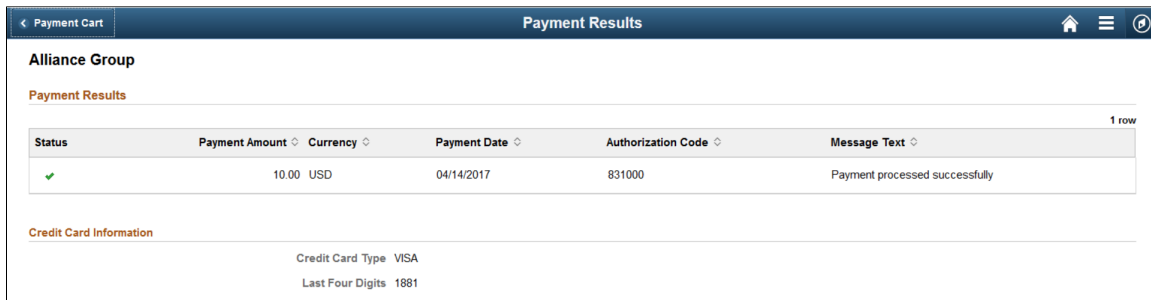 Payment Cart Payment Results
Alliance Group
Payment Results
1 row
Status Payment Amount Currency Payment Date Authorization Code Message Text
10.00 USD 04/14/2017 831000 Payment processed successfully
Credit Card Information
Credit Card Type VISA
Last Four Digits 1881